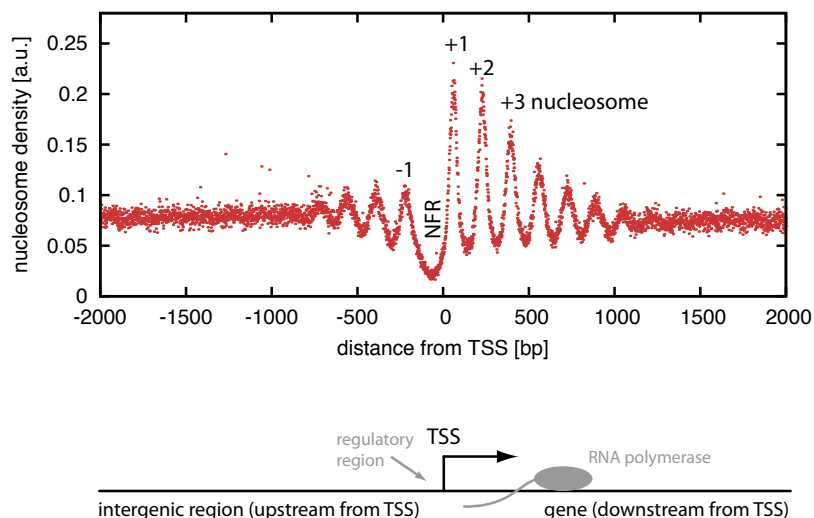 0.25
0.2
0.15
0.1
0.05
0
nucleosome density [a.u.]
+1
+2
+3 nucleosome
-1
NFR
-2000 -1500 -1000 -500 0 500 1000 1500 2000
distance from TSS [bp]
regulatory
region
TSS
RNA polymerase
intergenic region (upstream from TSS)
gene (downstream from TSS)